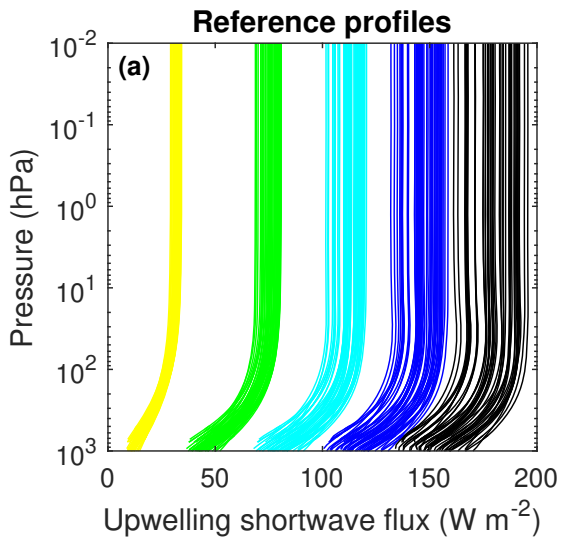 Reference profiles
(a)
10^-2
10^-1
10^0
10^1
10^2
10^3
Pressure (hPa)
0 50 100 150 200
Upwelling shortwave flux (W m^-2)